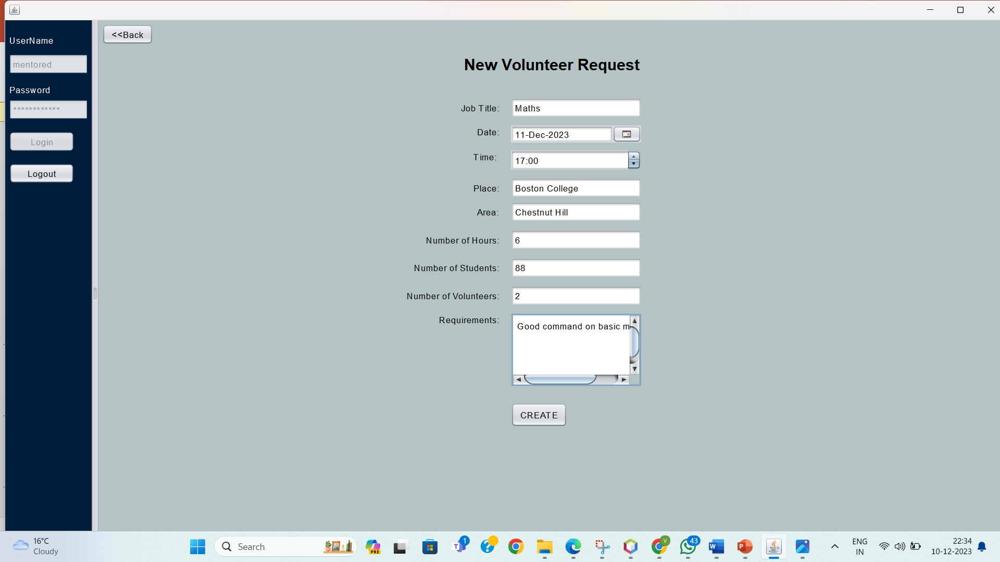 UserName
mentored
Password
************
Login
Logout
<<Back
New Volunteer Request
Job Title: Maths
Date: 11-Dec-2023
Time: 17:00
Place: Boston College
Area: Chestnut Hill
Number of Hours: 6
Number of Students: 88
Number of Volunteers: 2
Requirements: Good command on basic m
CREATE
16°C
Cloudy
Search
PRE
T 1
?
V
43
W
P
ENG
IN
22:34
10-12-2023